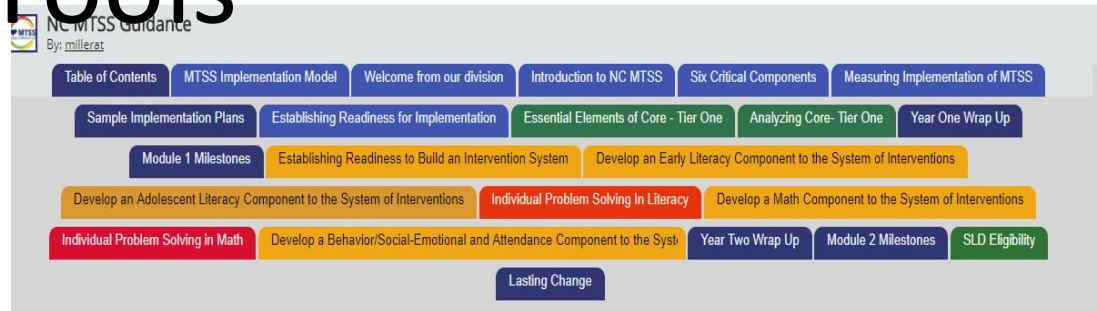 TOOLS
NC MTSS Guidance
By: millerat
Table of Contents MTSS Implementation Model Welcome from our division Introduction to NC MTSS Six Critical Components Measuring Implementation of MTSS
Sample Implementation Plans Establishing Readiness for Implementation Essential Elements of Core - Tier One Analyzing Core- Tier One Year One Wrap Up
Module 1 Milestones Establishing Readiness to Build an Intervention System Develop an Early Literacy Component to the System of Interventions
Develop an Adolescent Literacy Component to the System of Interventions Individual Problem Solving In Literacy Develop a Math Component to the System of Interventions
Individual Problem Solving in Math Develop a Behavior/Social-Emotional and Attendance Component to the Syst Year Two Wrap Up Module 2 Milestones SLD Eligibility
Lasting Change